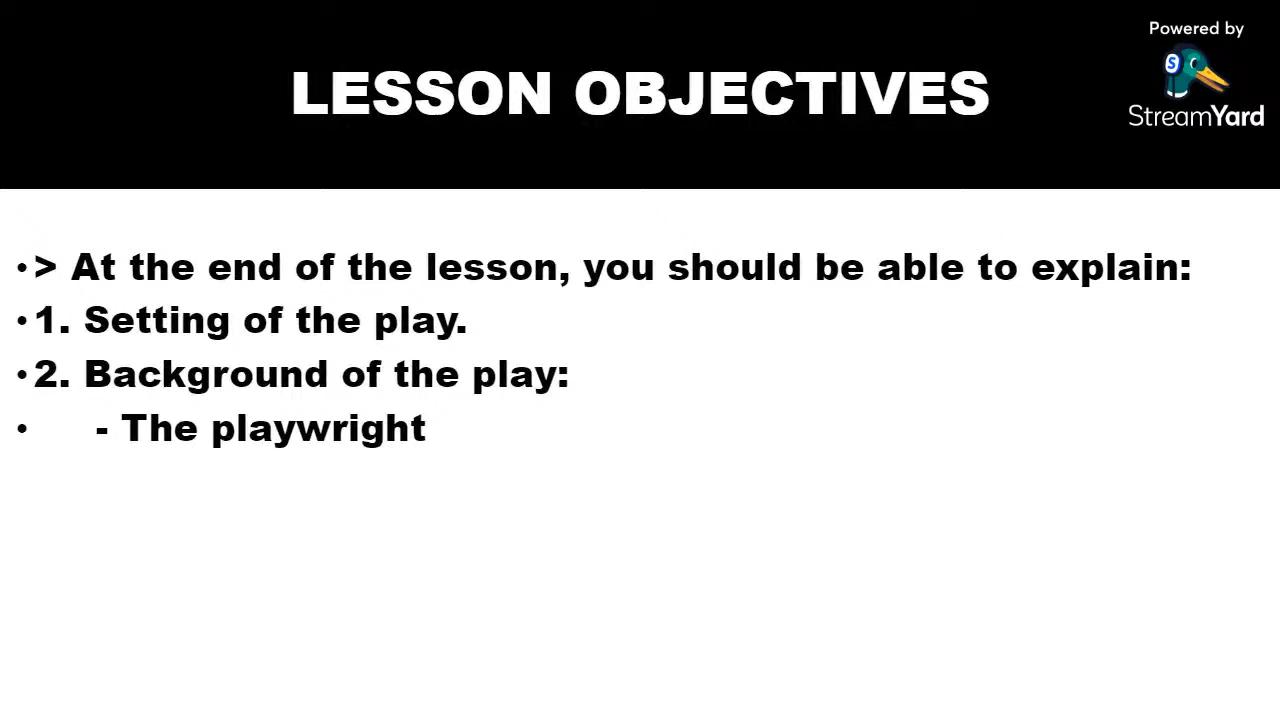 Powered by
S
StreamYard
LESSON OBJECTIVES
• > At the end of the lesson, you should be able to explain:
• 1. Setting of the play.
• 2. Background of the play:
• - The playwright